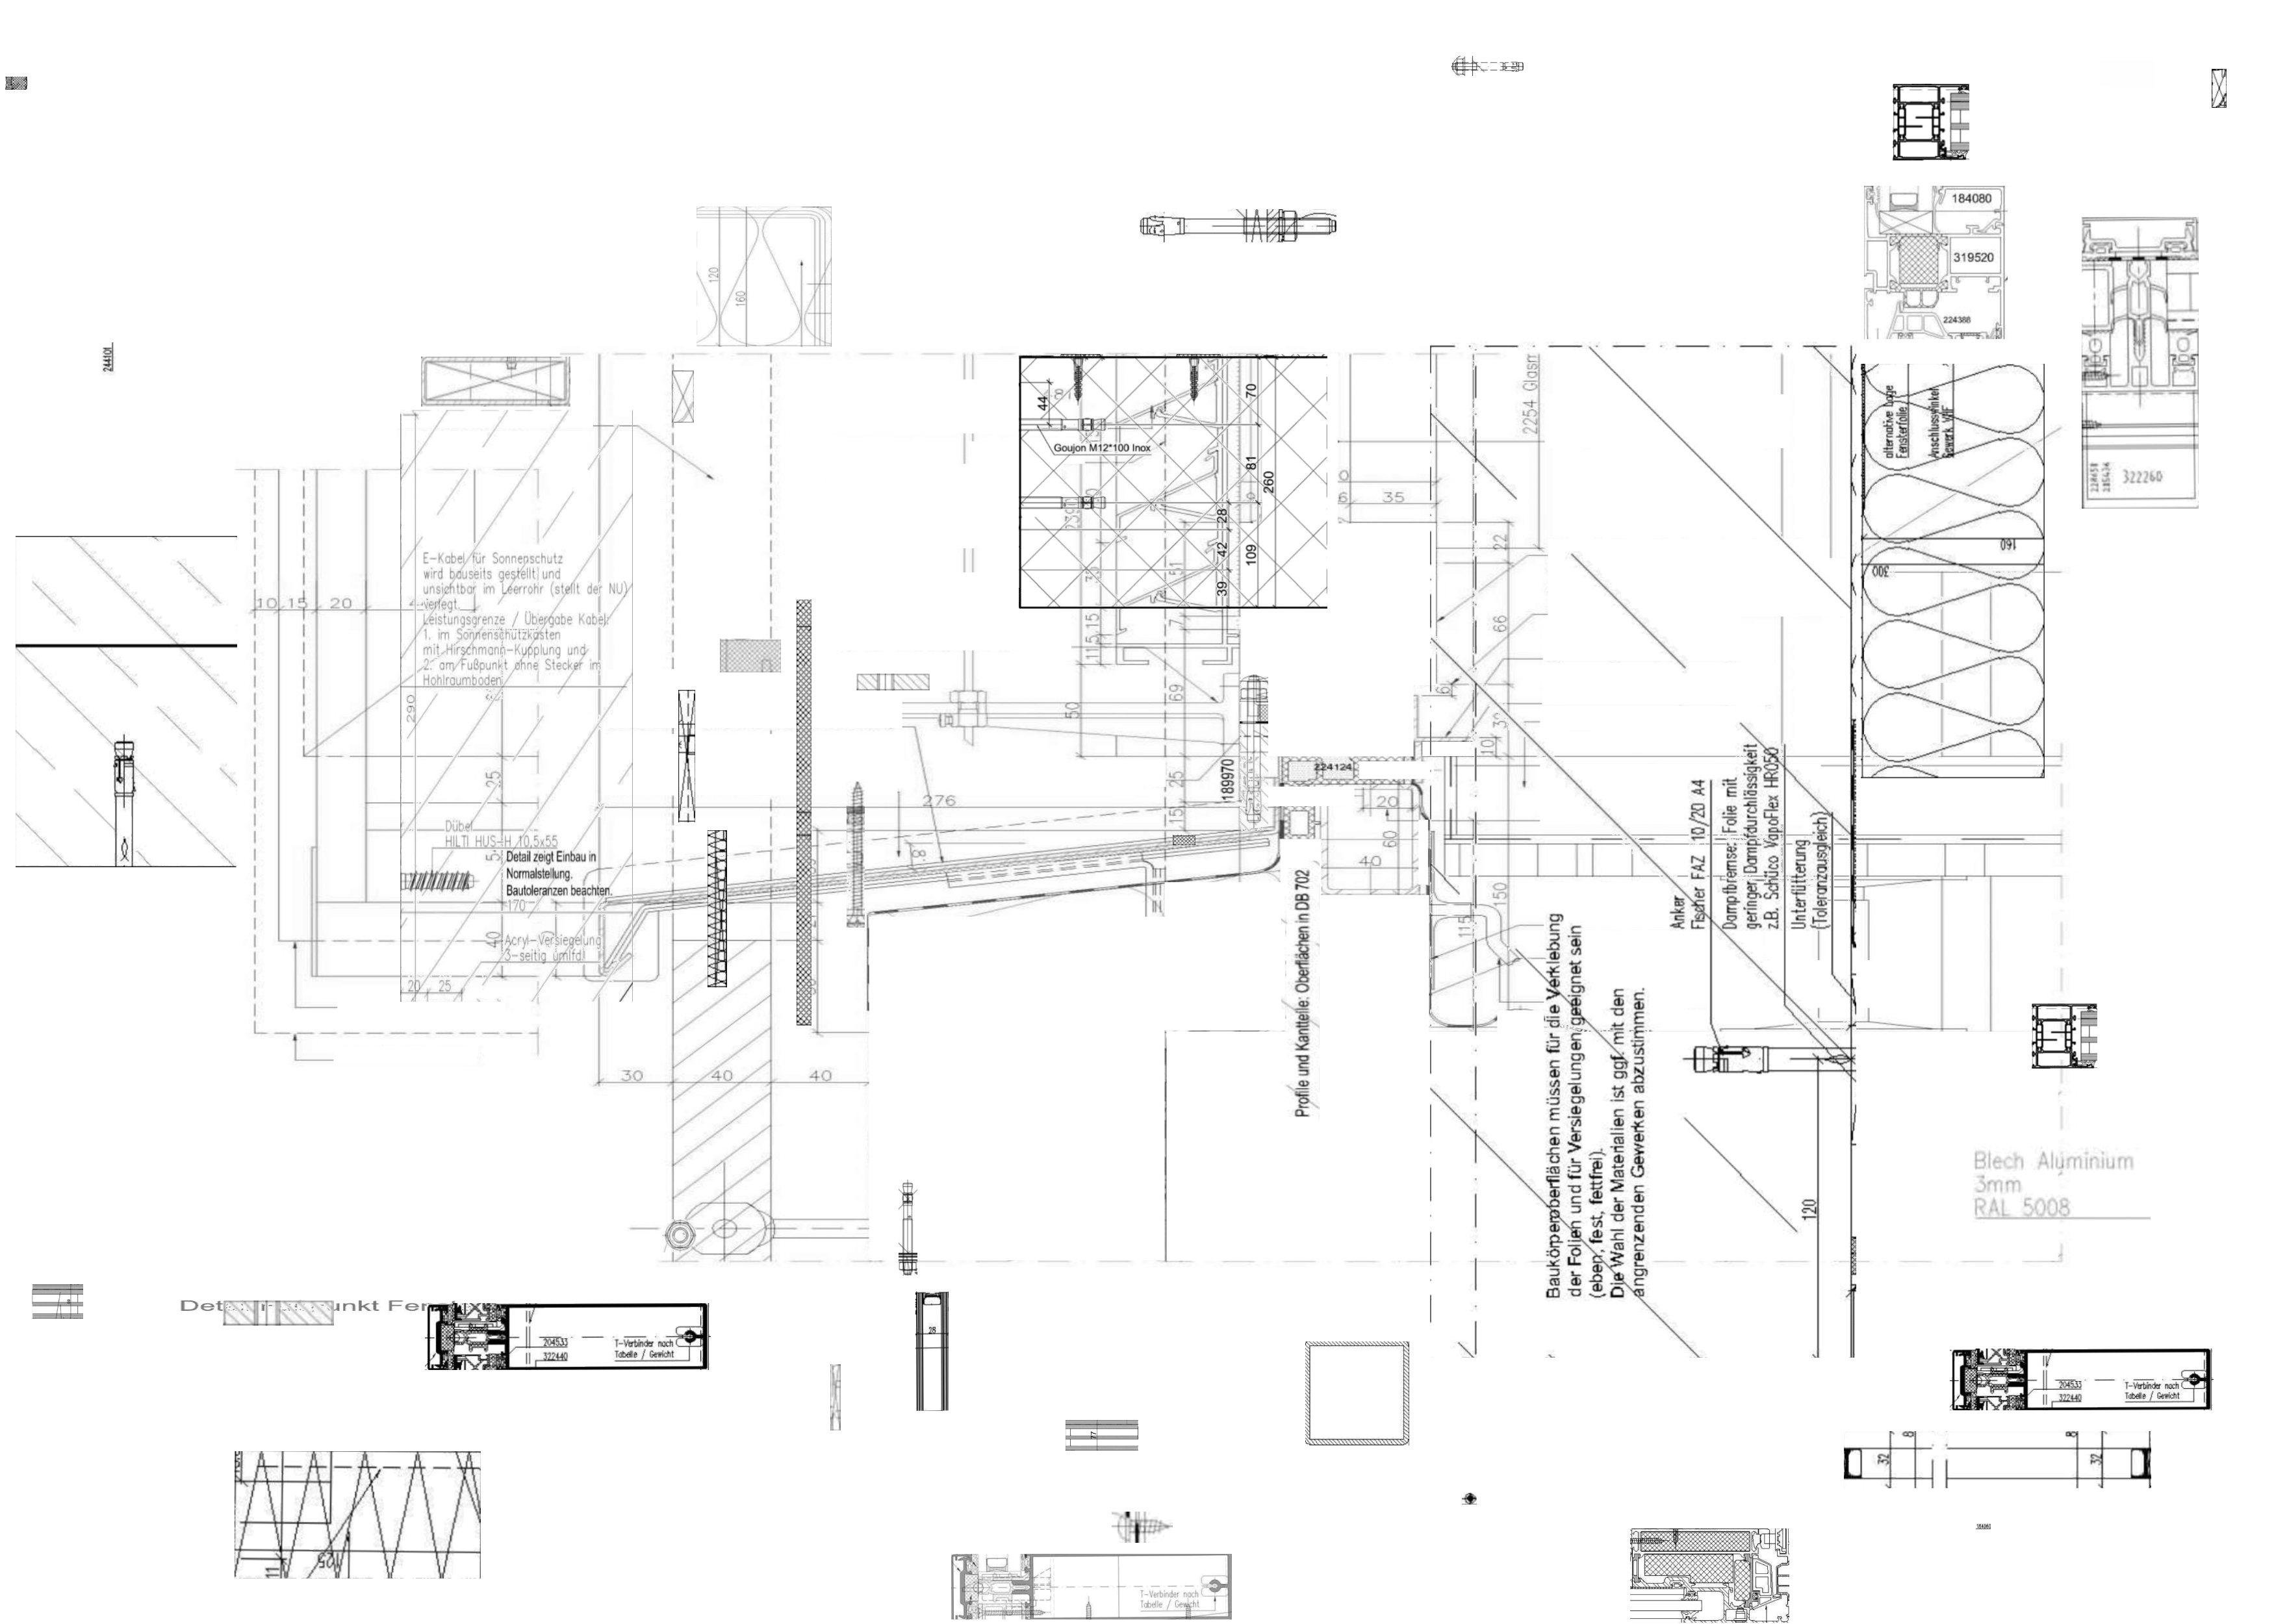 184080
319520
224388
120
160
244101
alternative Lage
Fensterfolie
Anschlusswinkel
Gewerk VHF
228658
322260
2254
44
70
Goujon M12*100 Inox
81
260
28
42
109
39
35
22
66
160
300
E-Kabel für Sonnenschutz
wird bauseits gestellt und
unsichtbar im Leerrohr (stellt der NU)
verlegt.
Leistungsgrenze / Übergabe Kabel:
1. im Sonnenschutzkasten
mit Hirschmann-Kupplung und
2. am Fußpunkt ohne Stecker im
Hohlraumboden
10
15
20
290
25
50
69
51
7
15
15
25
189970
224124
276
20
60
40
10
150
115
Dübel
HILTI HUS-H 10,5x55
Detail zeigt Einbau in
Normalstellung.
Bautoleranzen beachten.
170
40
Acryl-Versiegelung
3-seitig umlfd.
20
25
30
40
40
Profile und Kantteile: Oberflächen in DB 702
Bauköperoberflächen müssen für die Verklebung
der Folien und für Versiegelungen geeignet sein
(eben, fest, fettfrei).
Die Wahl der Materialien ist ggf. mit den
angrenzenden Gewerken abzustimmen.
Anker
Fischer FAZ 10/20 A4
Dampfbremse: Folie mit
geringer Dampfdurchlässigkeit
z.B. Schüco VapoFlex HR050
Unterfütterung
(Toleranzausgleich)
120
Blech Aluminium
3mm
RAL 5008
204533
322440
T-Verbinder nach
Tabelle / Gewicht
28
77
204533
322440
T-Verbinder nach
Tabelle / Gewicht
32
8
8
32
125
11
T-Verbinder nach
Tabelle / Gewicht